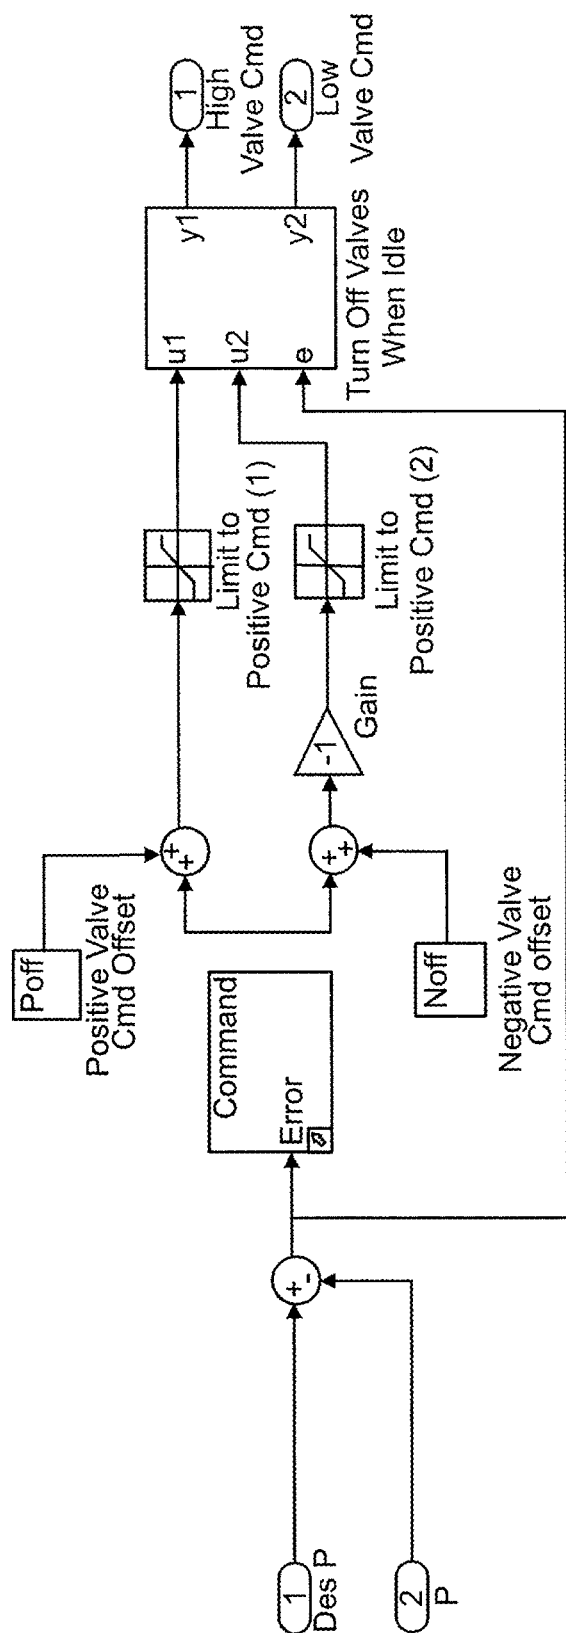 1
Des P
2
P
+
-
Command
Error
Poff
Positive Valve
Cmd Offset
Noff
Negative Valve
Cmd offset
+
+
+
+
-1
Gain
Limit to
Positive Cmd (1)
Limit to
Positive Cmd (2)
u1
u2
e
y1
y2
Turn Off Valves
When Idle
1
High
Valve Cmd
2
Low
Valve Cmd